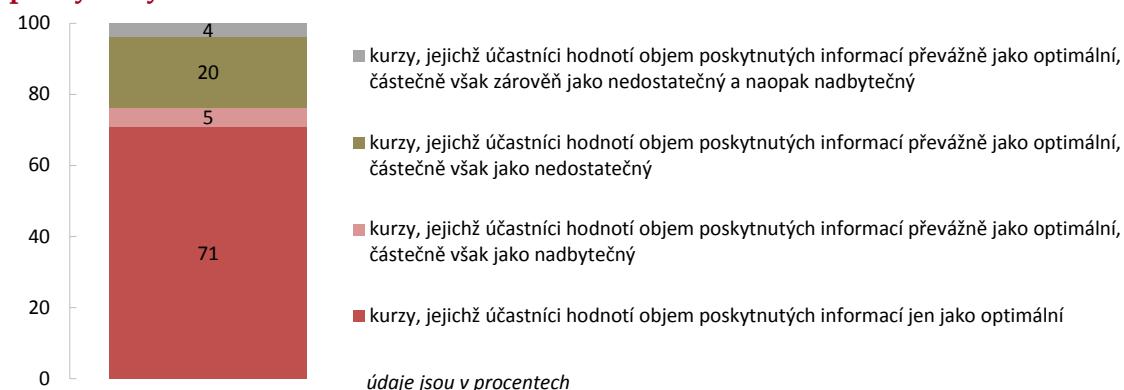 100
80
60
40
20
0
4
20
5
71
kurzy, jejichž účastníci hodnotí objem poskytnutých informací převážně jako optimální,
částečně však zárověň jako nedostatečný a naopak nadbytečný
kurzy, jejichž účastníci hodnotí objem poskytnutých informací převážně jako optimální,
částečně však jako nedostatečný
kurzy, jejichž účastníci hodnotí objem poskytnutých informací převážně jako optimální,
částečně však jako nadbytečný
kurzy, jejichž účastníci hodnotí objem poskytnutých informací jen jako optimální
údaje jsou v procentech